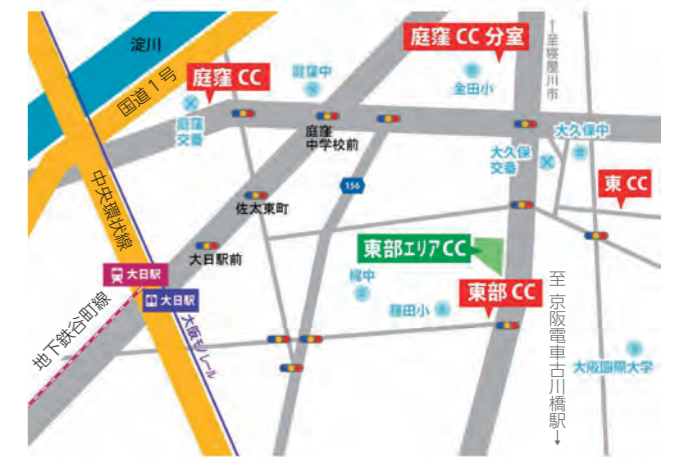 淀川
国道1号
庭窪 CC
庭窪中
庭窪 CC 分室
金田小
←至寝屋川市
庭窪
交番
庭窪
中学校前
大久保中
大久保
交番
東 CC
中央環状線
佐太東町
156
大日駅前
東部エリアCC
大日駅
大日駅
梶中
東部 CC
藤田小
地下鉄谷町線
大阪モノレール
至 京阪電車古川橋駅→
大阪国際大学